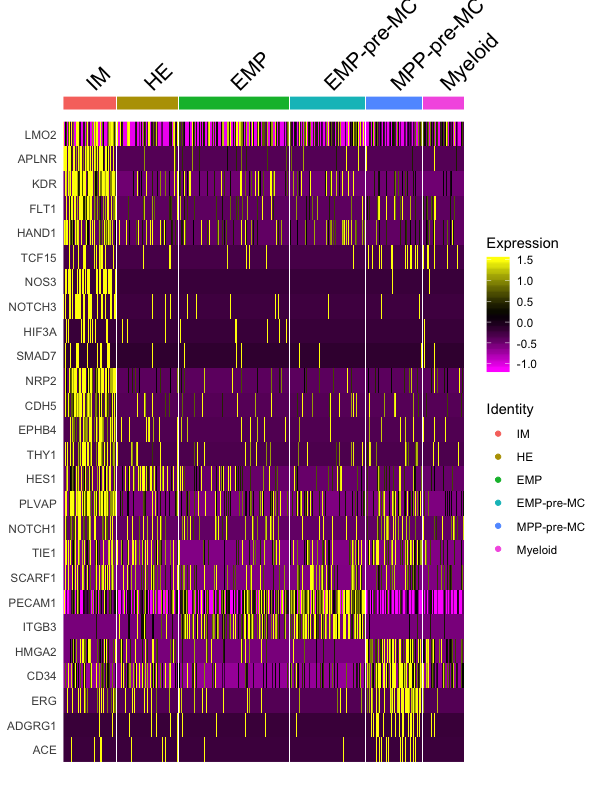 IM
HE
EMP
EMP-pre-MC
MPP-pre-MC
Myeloid
LMO2
APLNR
KDR
FLT1
HAND1
TCF15
NOS3
NOTCH3
HIF3A
SMAD7
NRP2
CDH5
EPHB4
THY1
HES1
PLVAP
NOTCH1
TIE1
SCARF1
PECAM1
ITGB3
HMGA2
CD34
ERG
ADGRG1
ACE
Expression
1.5
1.0
0.5
0.0
-0.5
-1.0
Identity
IM
HE
EMP
EMP-pre-MC
MPP-pre-MC
Myeloid